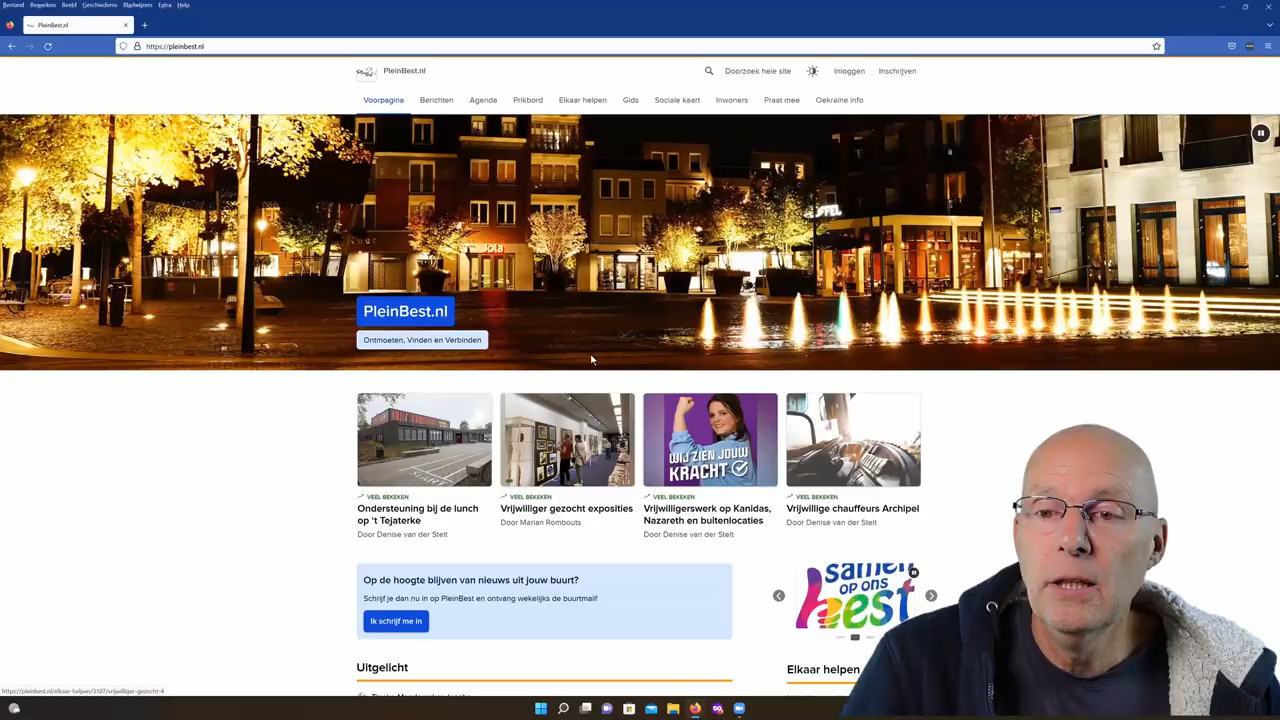 Bestand Bewerken Beeld Geschiedenis Bladwijzers Extra Help
PleinBest.nl
https://pleinbest.nl
PleinBest.nl
Doorzoek hele site
Inloggen
Inschrijven
Voorpagina Berichten Agenda Prikbord Elkaar helpen Gids Sociale kaart Inwoners Praat mee Oekraïne info
Jola
PleinBest.nl
Ontmoeten, Vinden en Verbinden
START
WIJ ZIEN JOUW
KRACHT
VEEL BEKEKEN
Ondersteuning bij de lunch
op 't Tejaterke
Door Denise van der Stelt
VEEL BEKEKEN
Vrijwilliger gezocht exposities
Door Marian Rombouts
VEEL BEKEKEN
Vrijwilligerswerk op Kanidas,
Nazareth en buitenlocaties
Door Denise van der Stelt
VEEL BEKEKEN
Vrijwillige chauffeurs Archipel
Door Denise van der Stelt
Op de hoogte blijven van nieuws uit jouw buurt?
Schrijf je dan nu in op PleinBest en ontvang wekelijks de buurtmail!
Ik schrijf me in
samen
op ons
best
Uitgelicht
Elkaar helpen
https://pleinbest.nl/elkaar-helpen/3107/vrijwilliger-gezocht-4